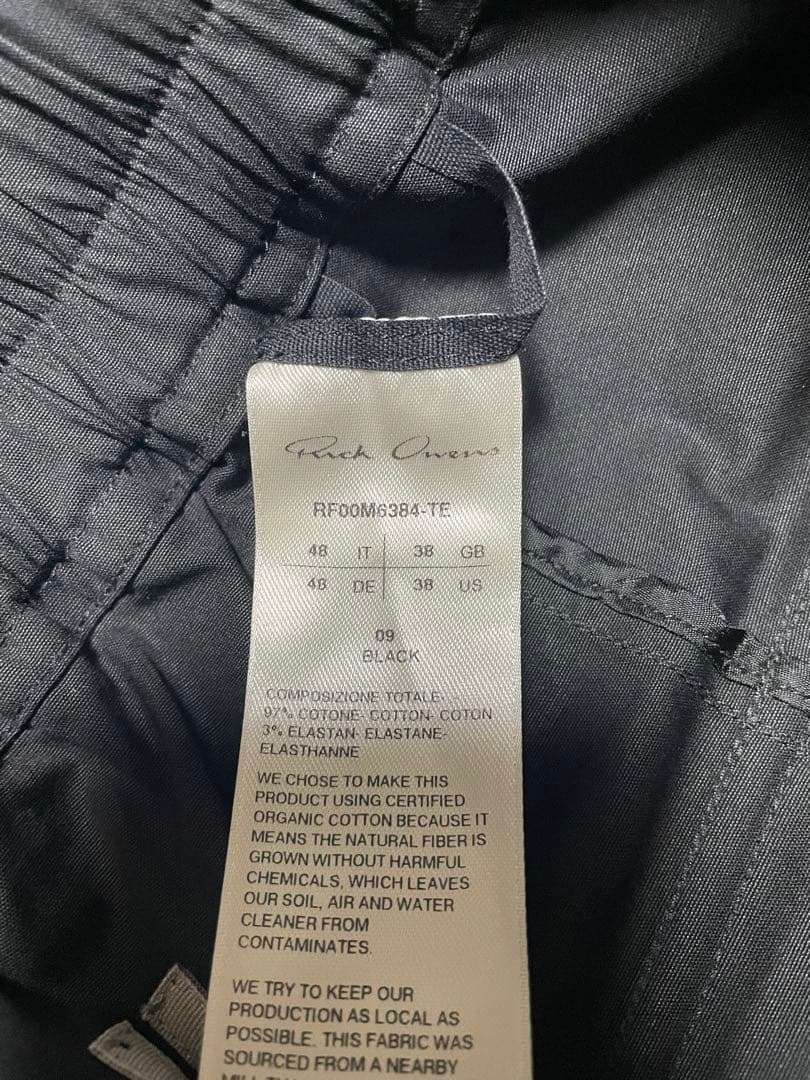 Rick Owens
RF00M6384-TE
48 IT 38 GB
48 DE 38 US
09
BLACK
COMPOSIZIONE TOTALE-
97% COTONE- COTTON- COTON
3% ELASTAN- ELASTANE-
ELASTHANNE
WE CHOSE TO MAKE THIS
PRODUCT USING CERTIFIED
ORGANIC COTTON BECAUSE IT
MEANS THE NATURAL FIBER IS
GROWN WITHOUT HARMFUL
CHEMICALS, WHICH LEAVES
OUR SOIL, AIR AND WATER
CLEANER FROM
CONTAMINATES.
WE TRY TO KEEP OUR
PRODUCTION AS LOCAL AS
POSSIBLE. THIS FABRIC WAS
SOURCED FROM A NEARBY
MILL